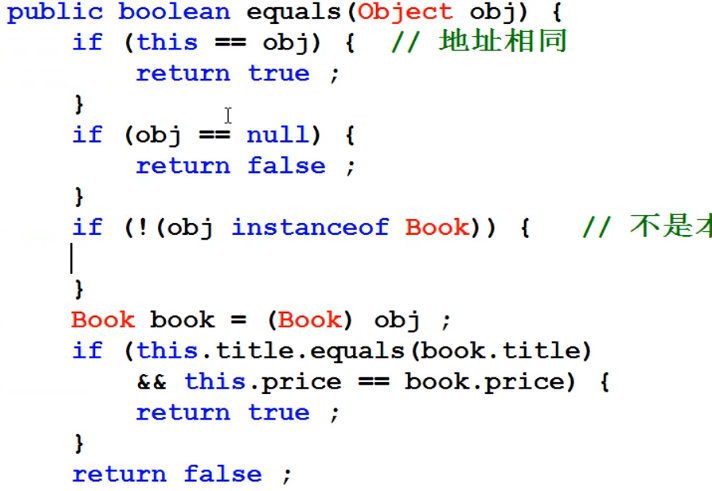 public boolean equals(Object obj) {
if (this == obj) { // 地址相同
return true ;
}
if (obj == null) {
return false ;
}
if (!(obj instanceof Book)) { // 不是本
}
Book book = (Book) obj ;
if (this.title.equals(book.title)
&& this.price == book.price) {
return true ;
}
return false ;